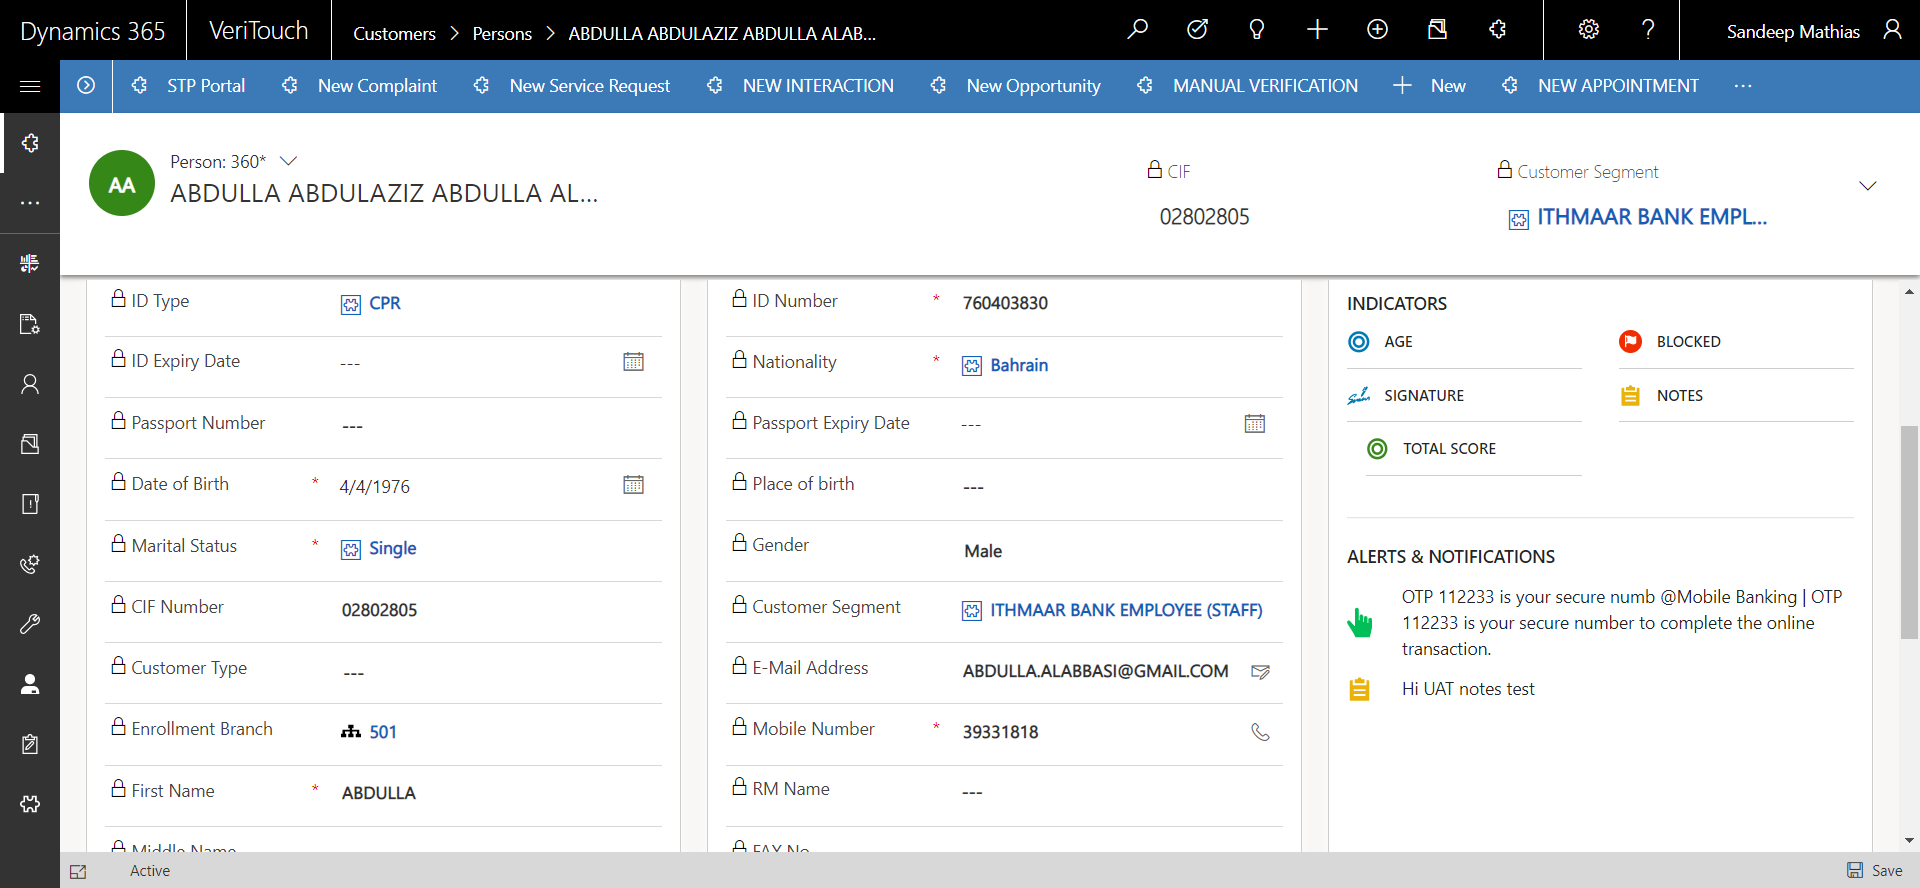 Dynamics 365 VeriTouch Customers > Persons > ABDULLA ABDULAZIZ ABDULLA ALAB... Sandeep Mathias
STP Portal New Complaint New Service Request NEW INTERACTION New Opportunity MANUAL VERIFICATION New NEW APPOINTMENT ...
AA
Person: 360*
ABDULLA ABDULAZIZ ABDULLA AL...
CIF
02802805
Customer Segment
ITHMAAR BANK EMPL...
ID Type CPR
ID Expiry Date ---
Passport Number ---
Date of Birth * 4/4/1976
Marital Status * Single
CIF Number 02802805
Customer Type ---
Enrollment Branch 501
First Name * ABDULLA
Middle Name
ID Number * 760403830
Nationality * Bahrain
Passport Expiry Date ---
Place of birth ---
Gender Male
Customer Segment ITHMAAR BANK EMPLOYEE (STAFF)
E-Mail Address ABDULLA.ALABBASI@GMAIL.COM
Mobile Number * 39331818
RM Name ---
FAX No
INDICATORS
AGE BLOCKED
SIGNATURE NOTES
TOTAL SCORE
ALERTS & NOTIFICATIONS
OTP 112233 is your secure numb @Mobile Banking | OTP
112233 is your secure number to complete the online
transaction.
Hi UAT notes test
Active Save